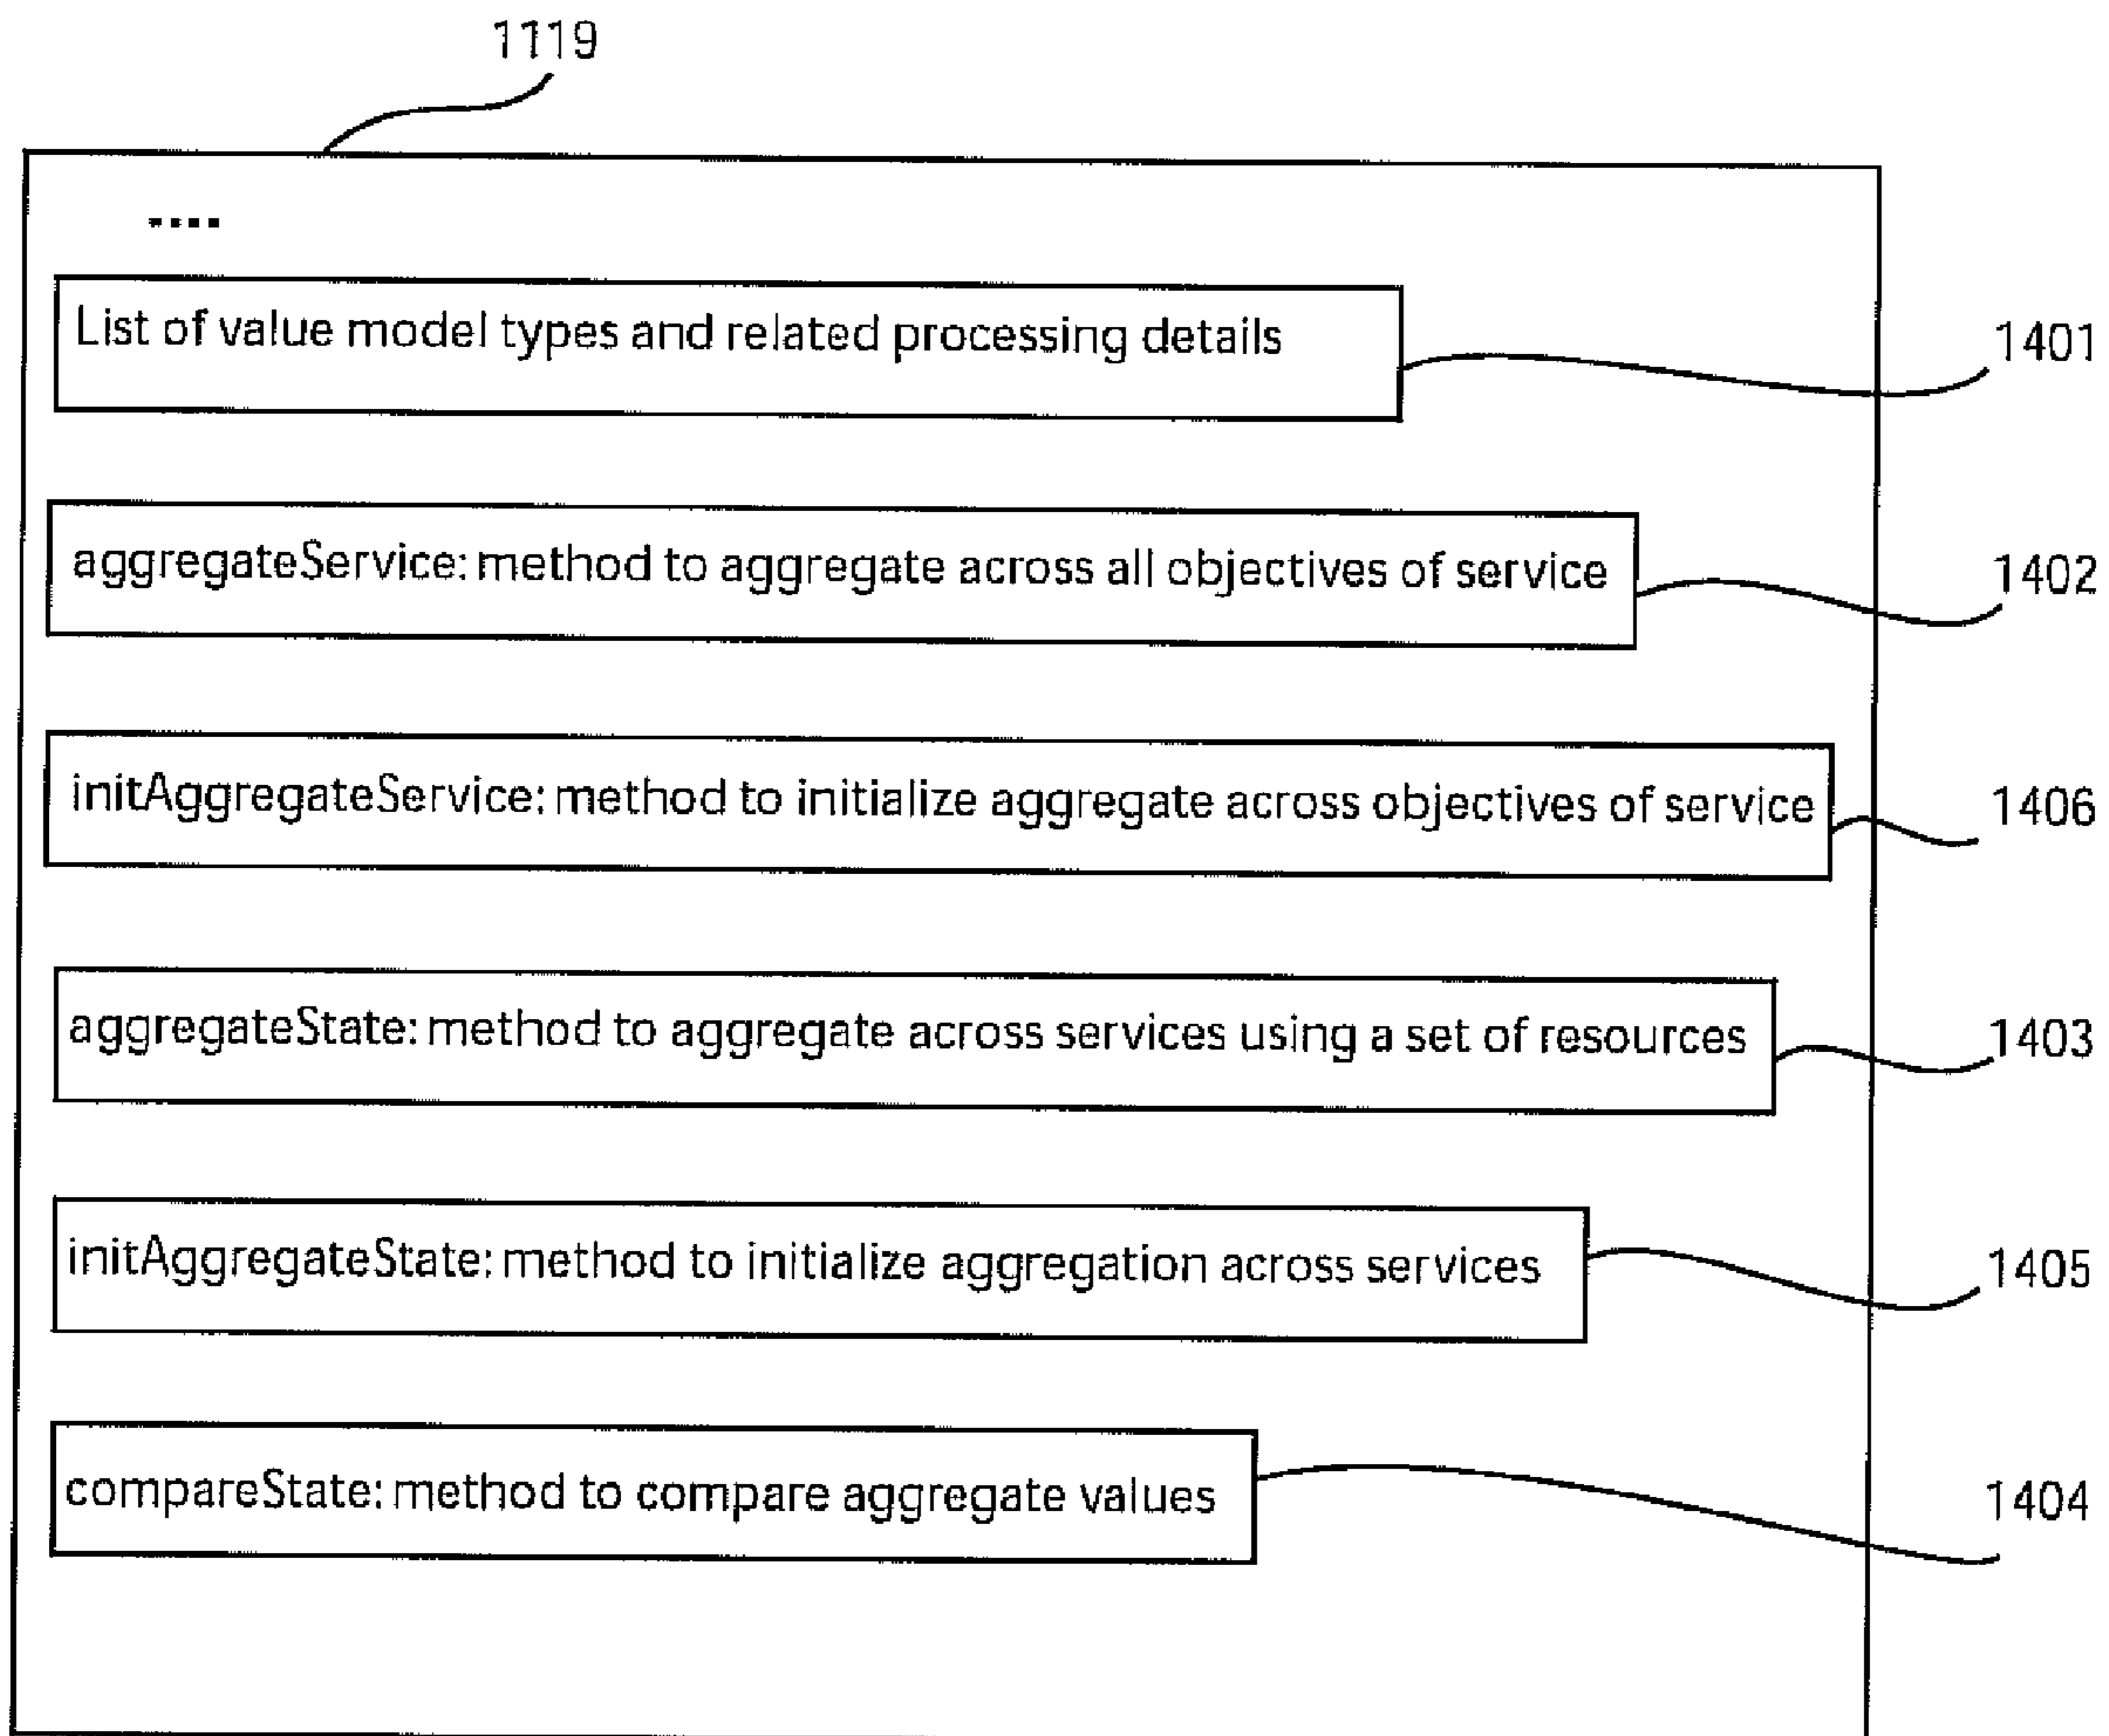 1119
....
List of value model types and related processing details
1401
aggregateService: method to aggregate across all objectives of service
1402
initAggregateService: method to initialize aggregate across objectives of service
1406
aggregateState: method to aggregate across services using a set of resources
1403
initAggregateState: method to initialize aggregation across services
1405
compareState: method to compare aggregate values
1404